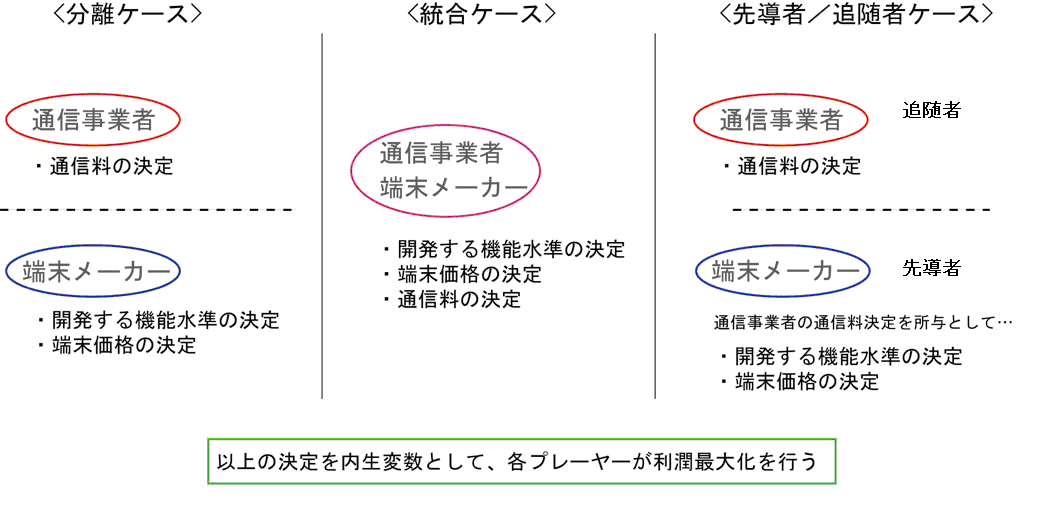 <分離ケース>
通信事業者
・通信料の決定
端末メーカー
・開発する機能水準の決定
・端末価格の決定
<統合ケース>
通信事業者
端末メーカー
・開発する機能水準の決定
・端末価格の決定
・通信料の決定
<先導者／追随者ケース>
通信事業者
追随者
・通信料の決定
端末メーカー
先導者
通信事業者の通信料決定を所与として…
・開発する機能水準の決定
・端末価格の決定
以上の決定を内生変数として、各プレーヤーが利潤最大化を行う